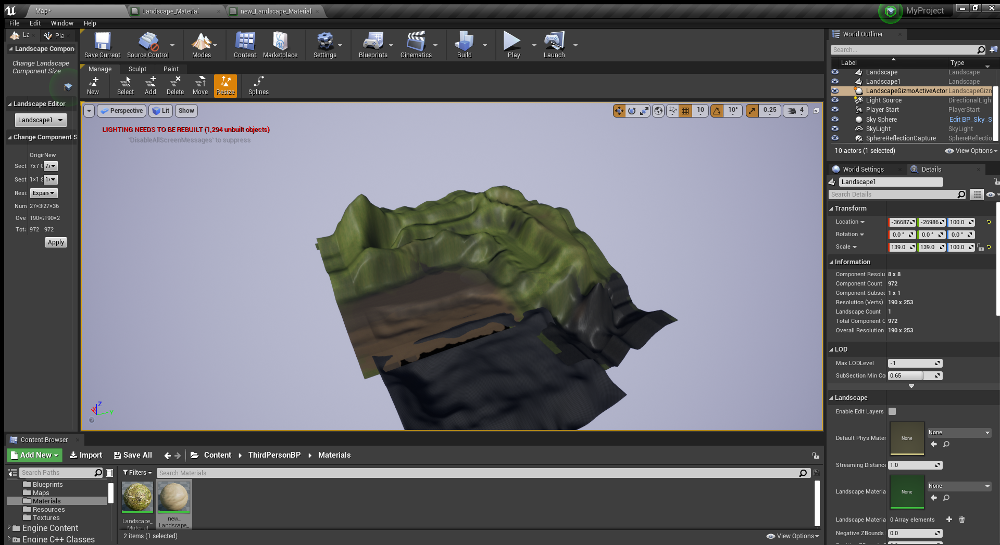 Map*
Landscape_Material
new_Landscape_Material
MyProject
File Edit Window Help
La
Pla
Landscape Compon
Change Landscape
Component Size
Landscape Editor
Landscape1
Change Component S
Origin New
Sect 7x7
Sect 1×1
Resi: Expan
Num 27×3 27×36
Ove 190×2 190×2
Tota 972 972
Apply
Save Current
Source Control
Modes
Content
Marketplace
Settings
Blueprints
Cinematics
Build
Play
Launch
Manage Sculpt Paint
New
Select
Add
Delete
Move
Resize
Splines
Perspective
Lit
Show
10
10°
0.25
4
LIGHTING NEEDS TO BE REBUILT (1,294 unbuilt objects)
'DisableAllScreenMessages' to suppress
X
Z
Y
World Outliner
Search...
Label Type
Landscape Landscape
Landscape1 Landscape
LandscapeGizmoActiveActor LandscapeGizm
Light Source DirectionalLigh
Player Start PlayerStart
Sky Sphere Edit BP_Sky_S
SkyLight SkyLight
SphereReflectionCapture SphereReflectio
10 actors (1 selected)
View Options
World Settings
Details
Landscape1
Search Details
Transform
Location -36687 -26986 100.0
Rotation 0.0 ° 0.0 ° 0.0 °
Scale 139.0 139.0 100.0
Information
Component Resolu 8 x 8
Component Count 972
Component Subsec 1 x 1
Resolution (Verts) 190 x 253
Landscape Count 1
Total Component C 972
Overall Resolution 190 x 253
LOD
Max LODLevel -1
SubSection Min Co 0.65
Landscape
Enable Edit Layers
Default Phys Mater None None
Streaming Distance 1.0
Landscape Materia None None
Landscape Materia 0 Array elements
Negative ZBounds 0.0
Content Browser
Add New
Import
Save All
Content
ThirdPersonBP
Materials
Search Paths
Blueprints
Maps
Materials
Resources
Textures
Engine Content
Engine C++ Classes
Filters
Search Materials
Landscape_
Material
new_
Landscape_
2 items (1 selected)
View Options